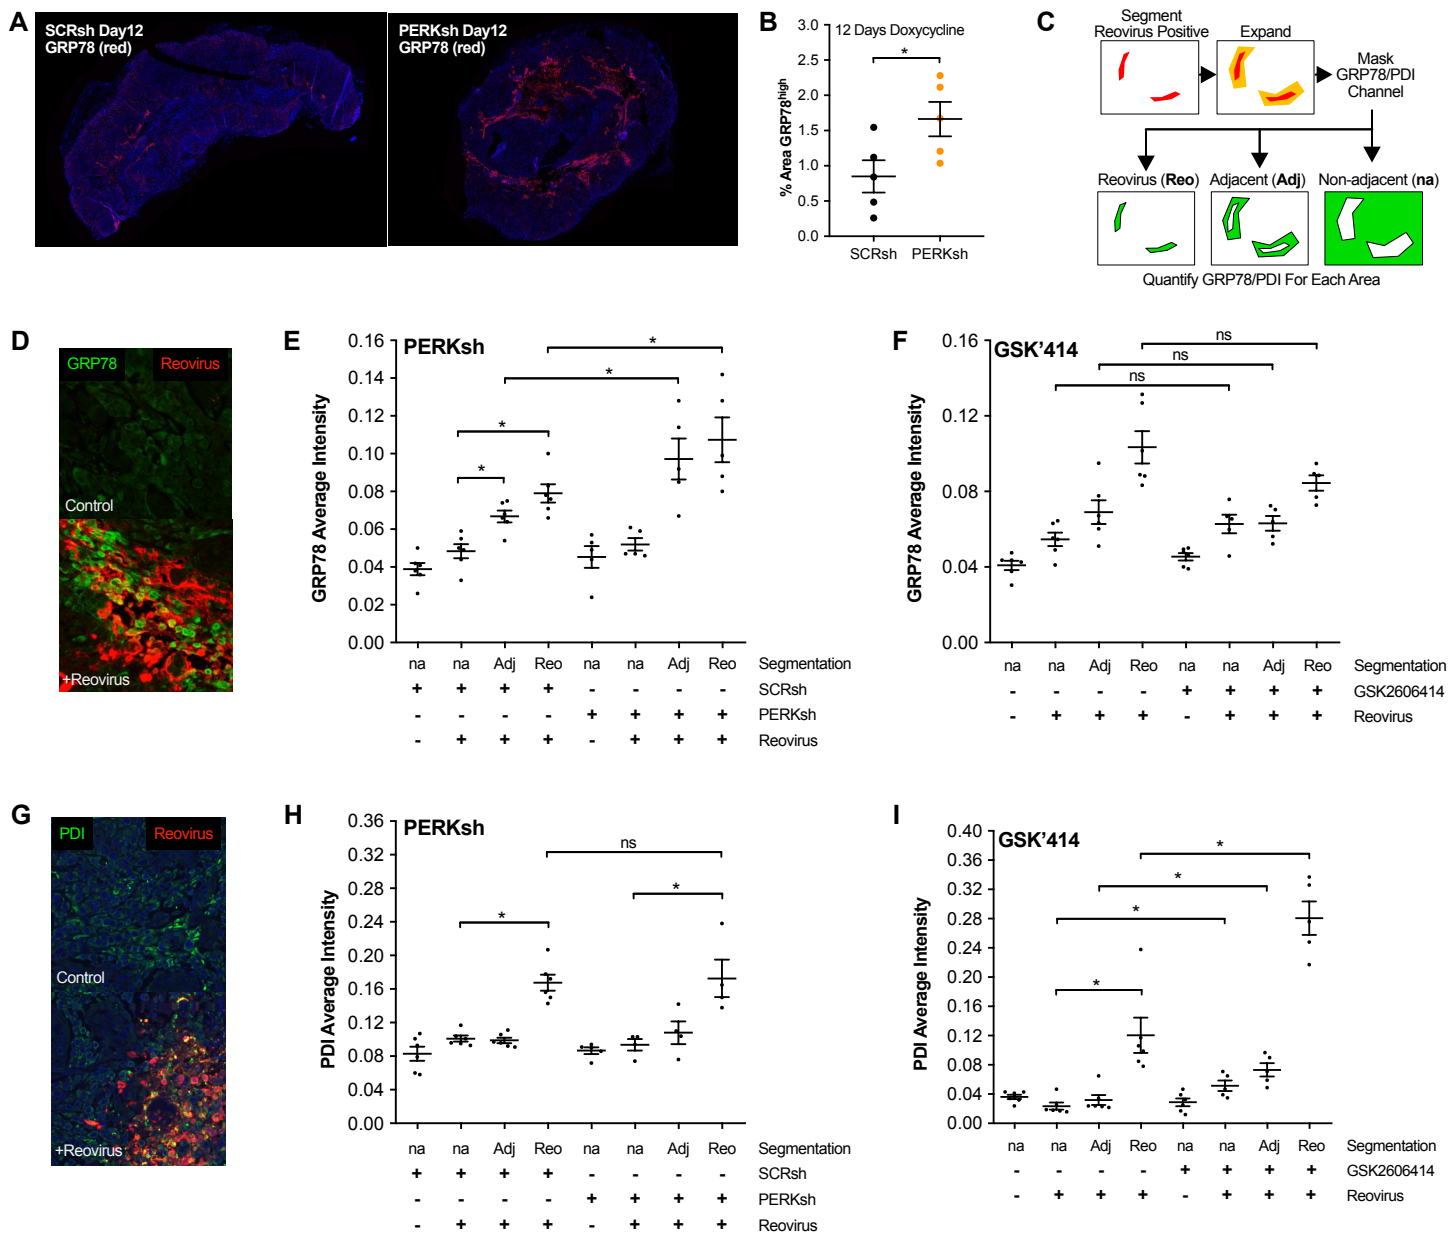 A
SCRsh Day12
GRP78 (red)
PERKsh Day12
GRP78 (red)
B
12 Days Doxycycline
*
% Area GRP78high
3.0
2.5
2.0
1.5
1.0
0.5
0.0
SCRsh PERKsh
C
Segment
Reovirus Positive
Expand
Mask
GRP78/PDI
Channel
Reovirus (Reo) Adjacent (Adj) Non-adjacent (na)
Quantify GRP78/PDI For Each Area
D
GRP78 Reovirus
Control
+Reovirus
E
PERKsh
GRP78 Average Intensity
0.16
0.14
0.12
0.10
0.08
0.06
0.04
0.02
0.00
*
*
*
*
na na Adj Reo na na Adj Reo Segmentation
+ + + + - - - - SCRsh
- - - - + + + + PERKsh
- + + + - + + + Reovirus
F
GSK'414
GRP78 Average Intensity
0.16
0.12
0.08
0.04
0.00
ns
ns
ns
na na Adj Reo na na Adj Reo Segmentation
- - - - + + + + GSK2606414
- + + + - + + + Reovirus
G
PDI Reovirus
Control
+Reovirus
H
PERKsh
PDI Average Intensity
0.36
0.32
0.28
0.24
0.20
0.16
0.12
0.08
0.04
0.00
ns
*
*
na na Adj Reo na na Adj Reo Segmentation
+ + + + - - - - SCRsh
- - - - + + + + PERKsh
- + + + - + + + Reovirus
I
GSK'414
PDI Average Intensity
0.40
0.36
0.32
0.28
0.24
0.20
0.16
0.12
0.08
0.04
0.00
*
*
*
*
na na Adj Reo na na Adj Reo Segmentation
- - - - + + + + GSK2606414
- + + + - + + + Reovirus